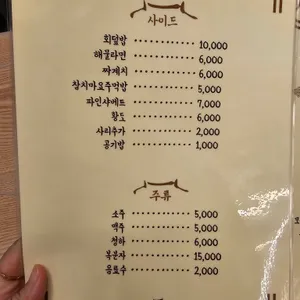 사이드
회덮밥 ・・・・・・・・・・ 10,000
해물라면 ・・・・・・・・・・ 6,000
짜계치 ・・・・・・・・・・ 6,000
참치마요주먹밥 ・・・・・・ 5,000
파인샤베트 ・・・・・・・・ 7,000
황도 ・・・・・・・・・・ 6,000
사리추가 ・・・・・・・・・・ 2,000
공기밥 ・・・・・・・・・・ 1,000
주류
소주 ・・・・・・・・・・ 5,000
맥주 ・・・・・・・・・・ 5,000
청하 ・・・・・・・・・・ 6,000
복분자 ・・・・・・・・・・ 15,000
음료수 ・・・・・・・・・・ 2,000